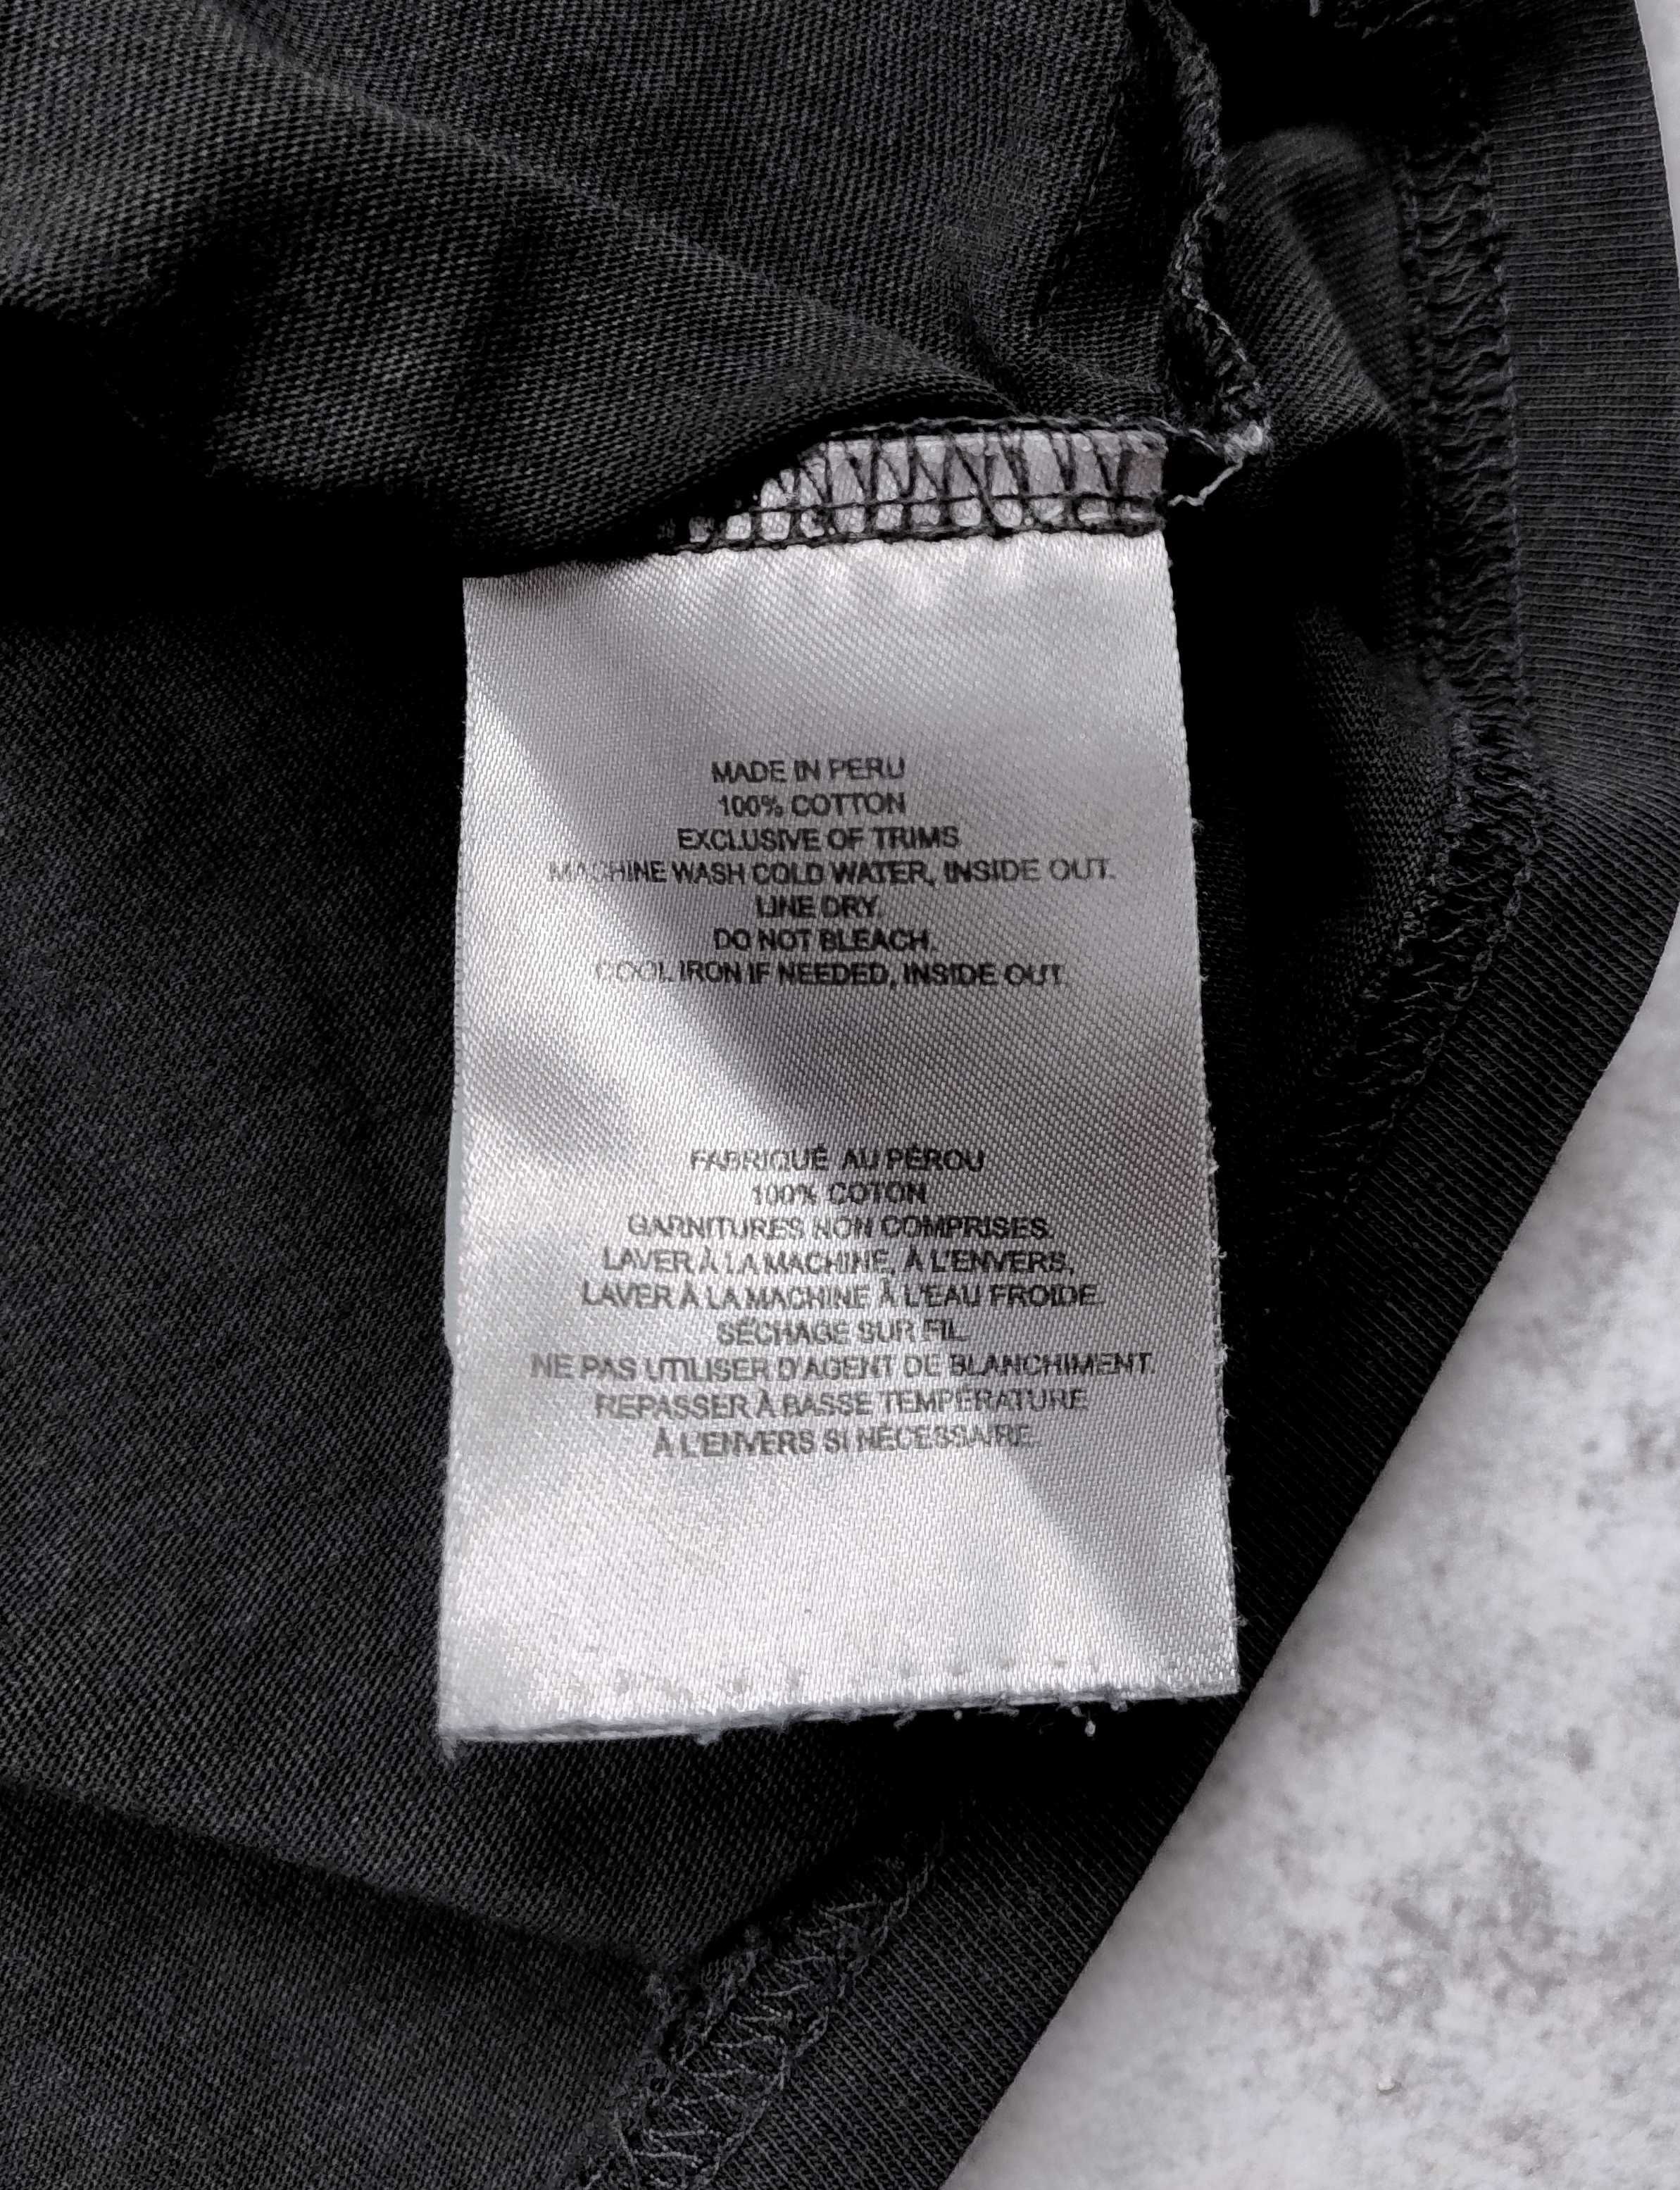 MADE IN PERU
100% COTTON
EXCLUSIVE OF TRIMS
MACHINE WASH COLD WATER, INSIDE OUT.
LINE DRY.
DO NOT BLEACH.
COOL IRON IF NEEDED, INSIDE OUT.
FABRIQUÉ AU PÉROU
100% COTON
GARNITURES NON COMPRISES.
LAVER À LA MACHINE, À L'ENVERS,
LAVER À LA MACHINE À L'EAU FROIDE.
SÉCHAGE SUR FIL.
NE PAS UTILISER D'AGENT DE BLANCHIMENT.
REPASSER À BASSE TEMPÉRATURE
À L'ENVERS SI NÉCESSAIRE.